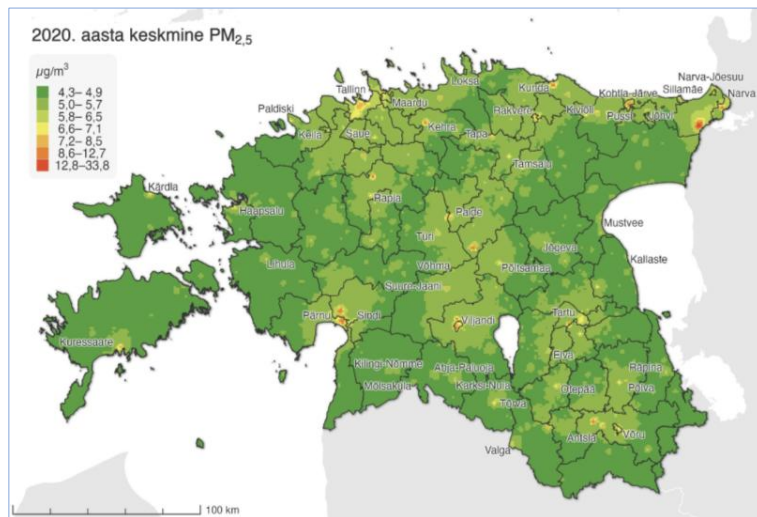 2020. aasta keskmine PM2,5
µg/m3
4,3– 4,9
5,0– 5,7
5,8– 6,5
6,6– 7,1
7,2– 8,5
8,6–12,7
12,8–33,8
Loksa
Narva-Jõesuu
Tallinn
Maardu
Kunda
Kohtla-Järve
Sillamäe
Narva
Paldiski
Rakvere
Kiviõli
Püssi
Jõhvi
Keila
Saue
Kehra
Tapa
Tamsalu
Kärdla
Rapla
Haapsalu
Paide
Mustvee
Türi
Jõgeva
Lihula
Võhma
Põltsamaa
Kallaste
Suure-Jaani
Tartu
Pärnu
Sindi
Viljandi
Kuressaare
Elva
Kilingi-Nõmme
Abja-Paluoja
Räpina
Mõisaküla
Karksi-Nuia
Otepää
Põlva
Tõrva
Antsla
Võru
Valga
100 km